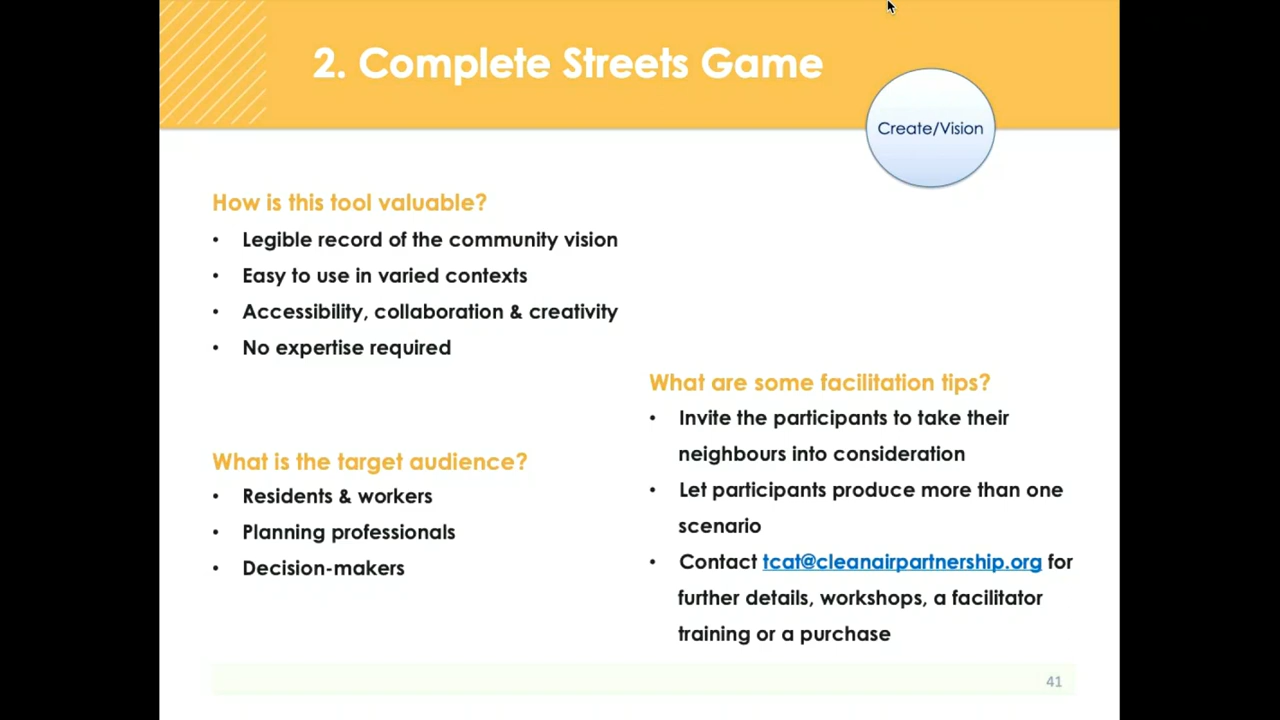 2. Complete Streets Game
Create/Vision
How is this tool valuable?
• Legible record of the community vision
• Easy to use in varied contexts
• Accessibility, collaboration & creativity
• No expertise required
What is the target audience?
• Residents & workers
• Planning professionals
• Decision-makers
What are some facilitation tips?
• Invite the participants to take their
neighbours into consideration
• Let participants produce more than one
scenario
• Contact tcat@cleanairpartnership.org for
further details, workshops, a facilitator
training or a purchase
41